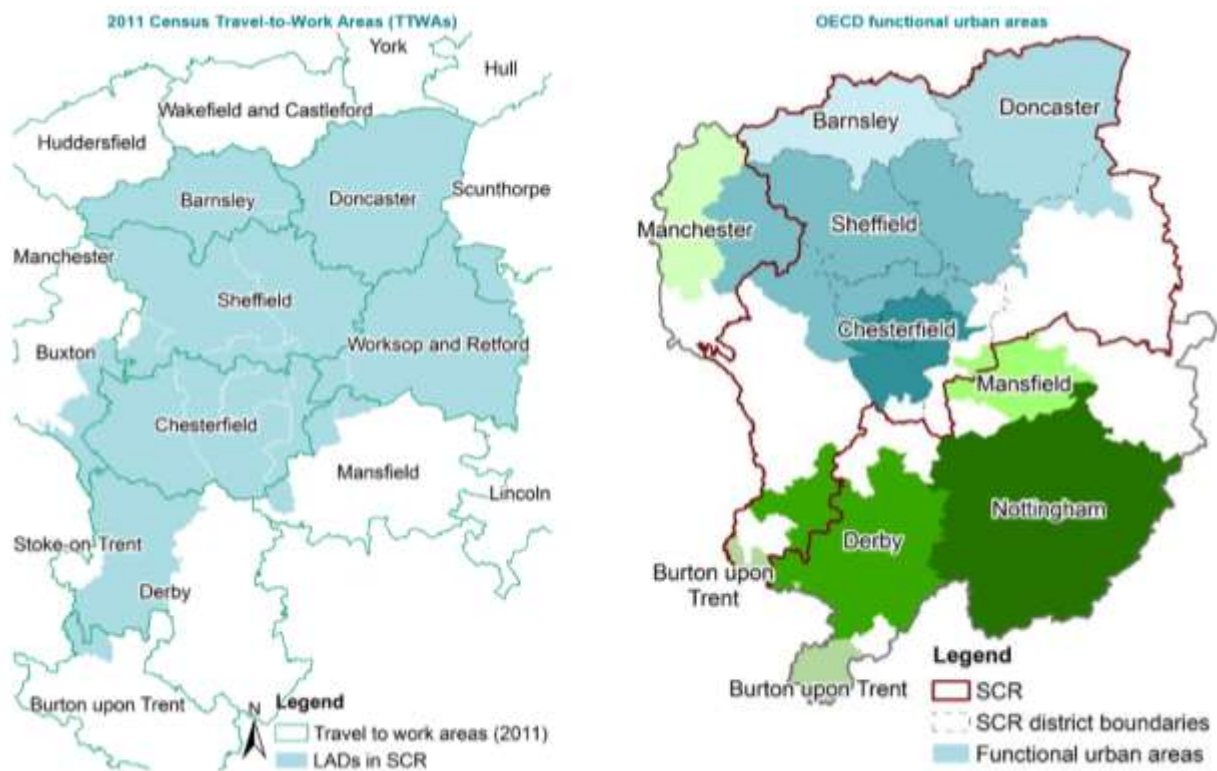 2011 Census Travel-to-Work Areas (TTWAs)
York
Hull
Wakefield and Castleford
Huddersfield
Scunthorpe
Barnsley
Doncaster
Manchester
Sheffield
Buxton
Worksop and Retford
Chesterfield
Mansfield
Lincoln
Stoke-on-Trent
Derby
Burton upon Trent
N
Legend
Travel to work areas (2011)
LADs in SCR
OECD functional urban areas
Doncaster
Barnsley
Manchester
Sheffield
Chesterfield
Mansfield
Nottingham
Derby
Burton upon
Trent
Burton upon Trent
Legend
SCR
SCR district boundaries
Functional urban areas